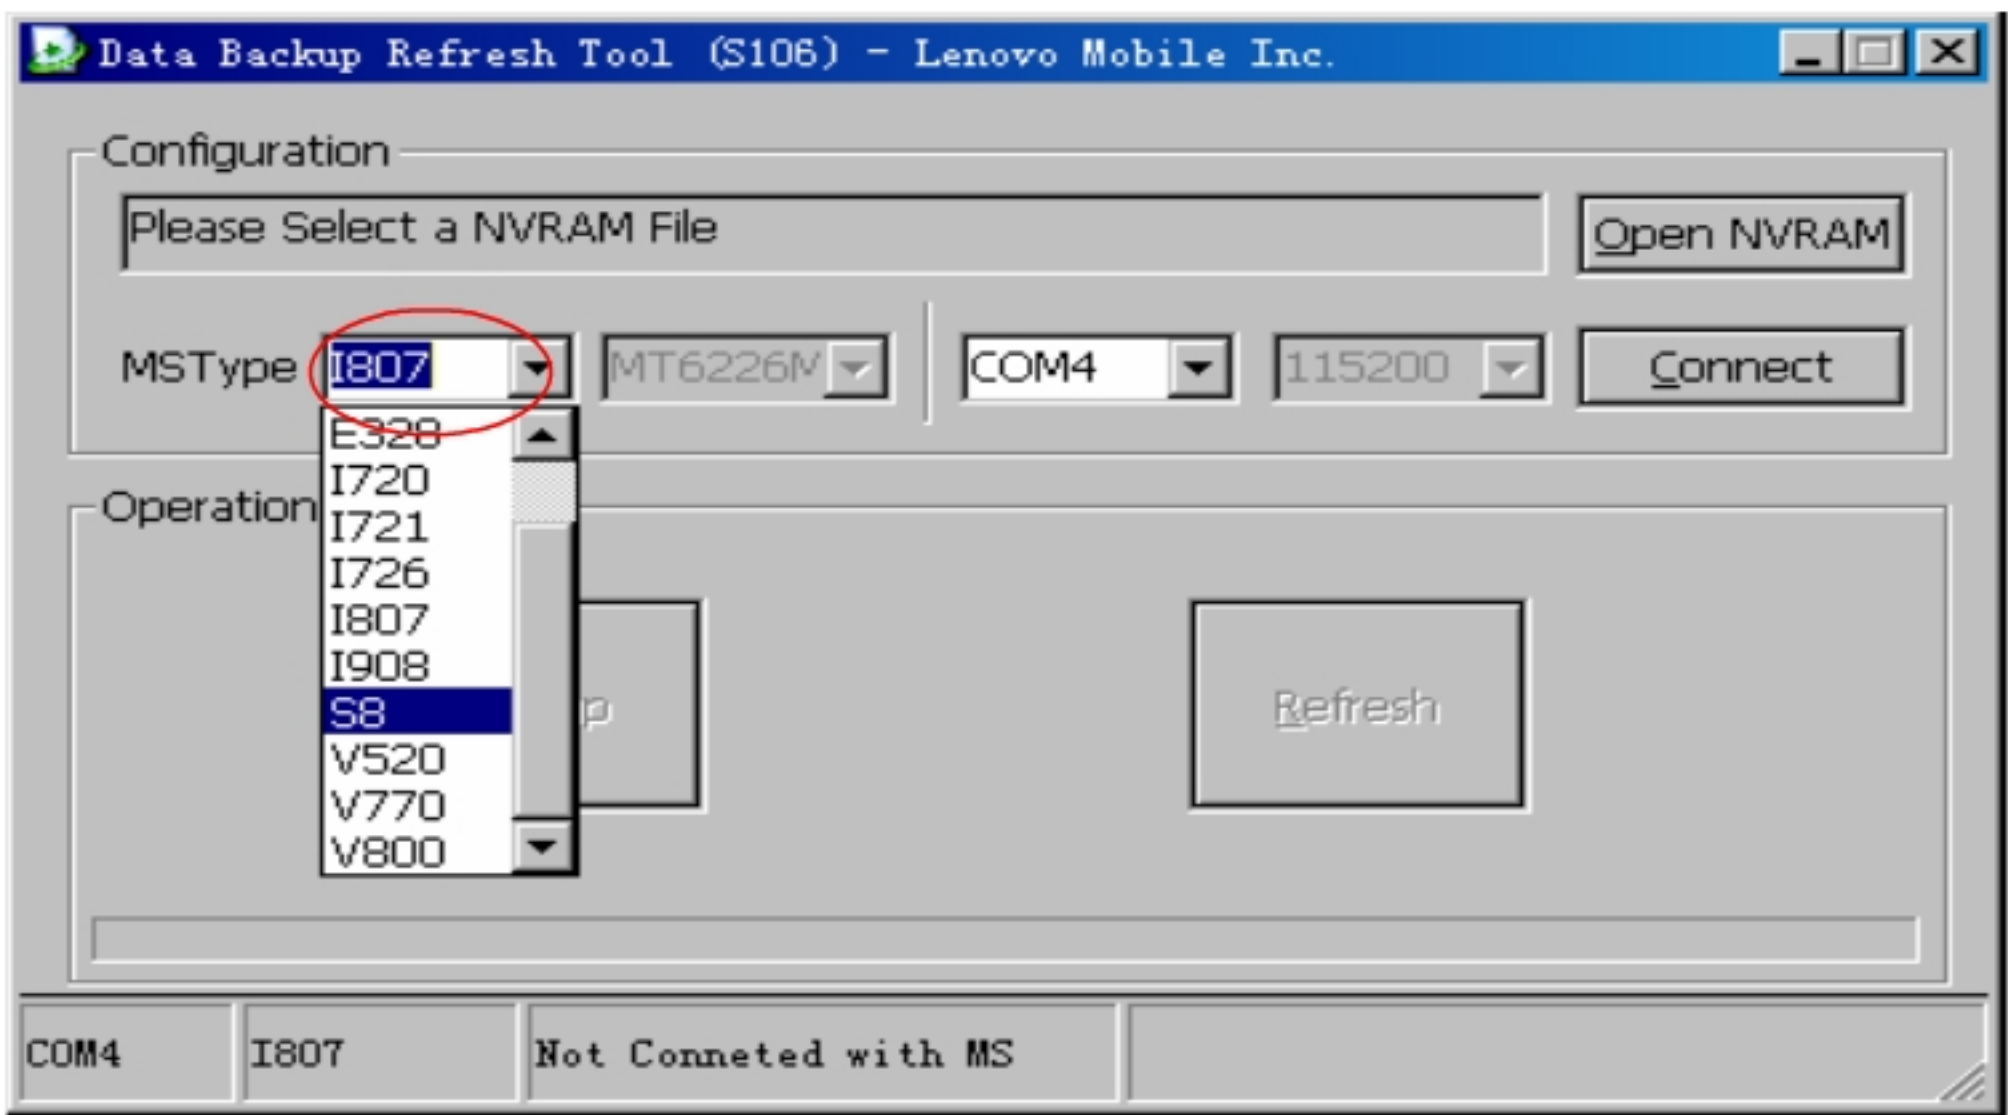 Data Backup Refresh Tool (S106) - Lenovo Mobile Inc.
Configuration
Please Select a NVRAM File
Open NVRAM
MSType I807 MT6226M COM4 115200 Connect
E328
I720
I721
I726
I807
I908
S8
V520
V770
V800
Operation
p
Refresh
COM4 I807 Not Conneted with MS